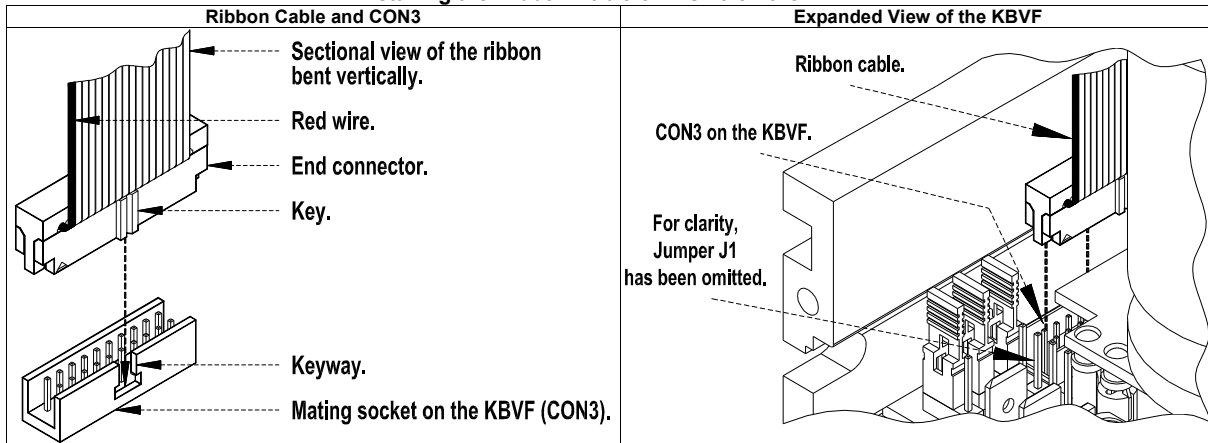 Ribbon Cable and CON3
Sectional view of the ribbon
bent vertically.
Red wire.
End connector.
Key.
Keyway.
Mating socket on the KBVF (CON3).
Expanded View of the KBVF
Ribbon cable.
CON3 on the KBVF.
For clarity,
Jumper J1
has been omitted.